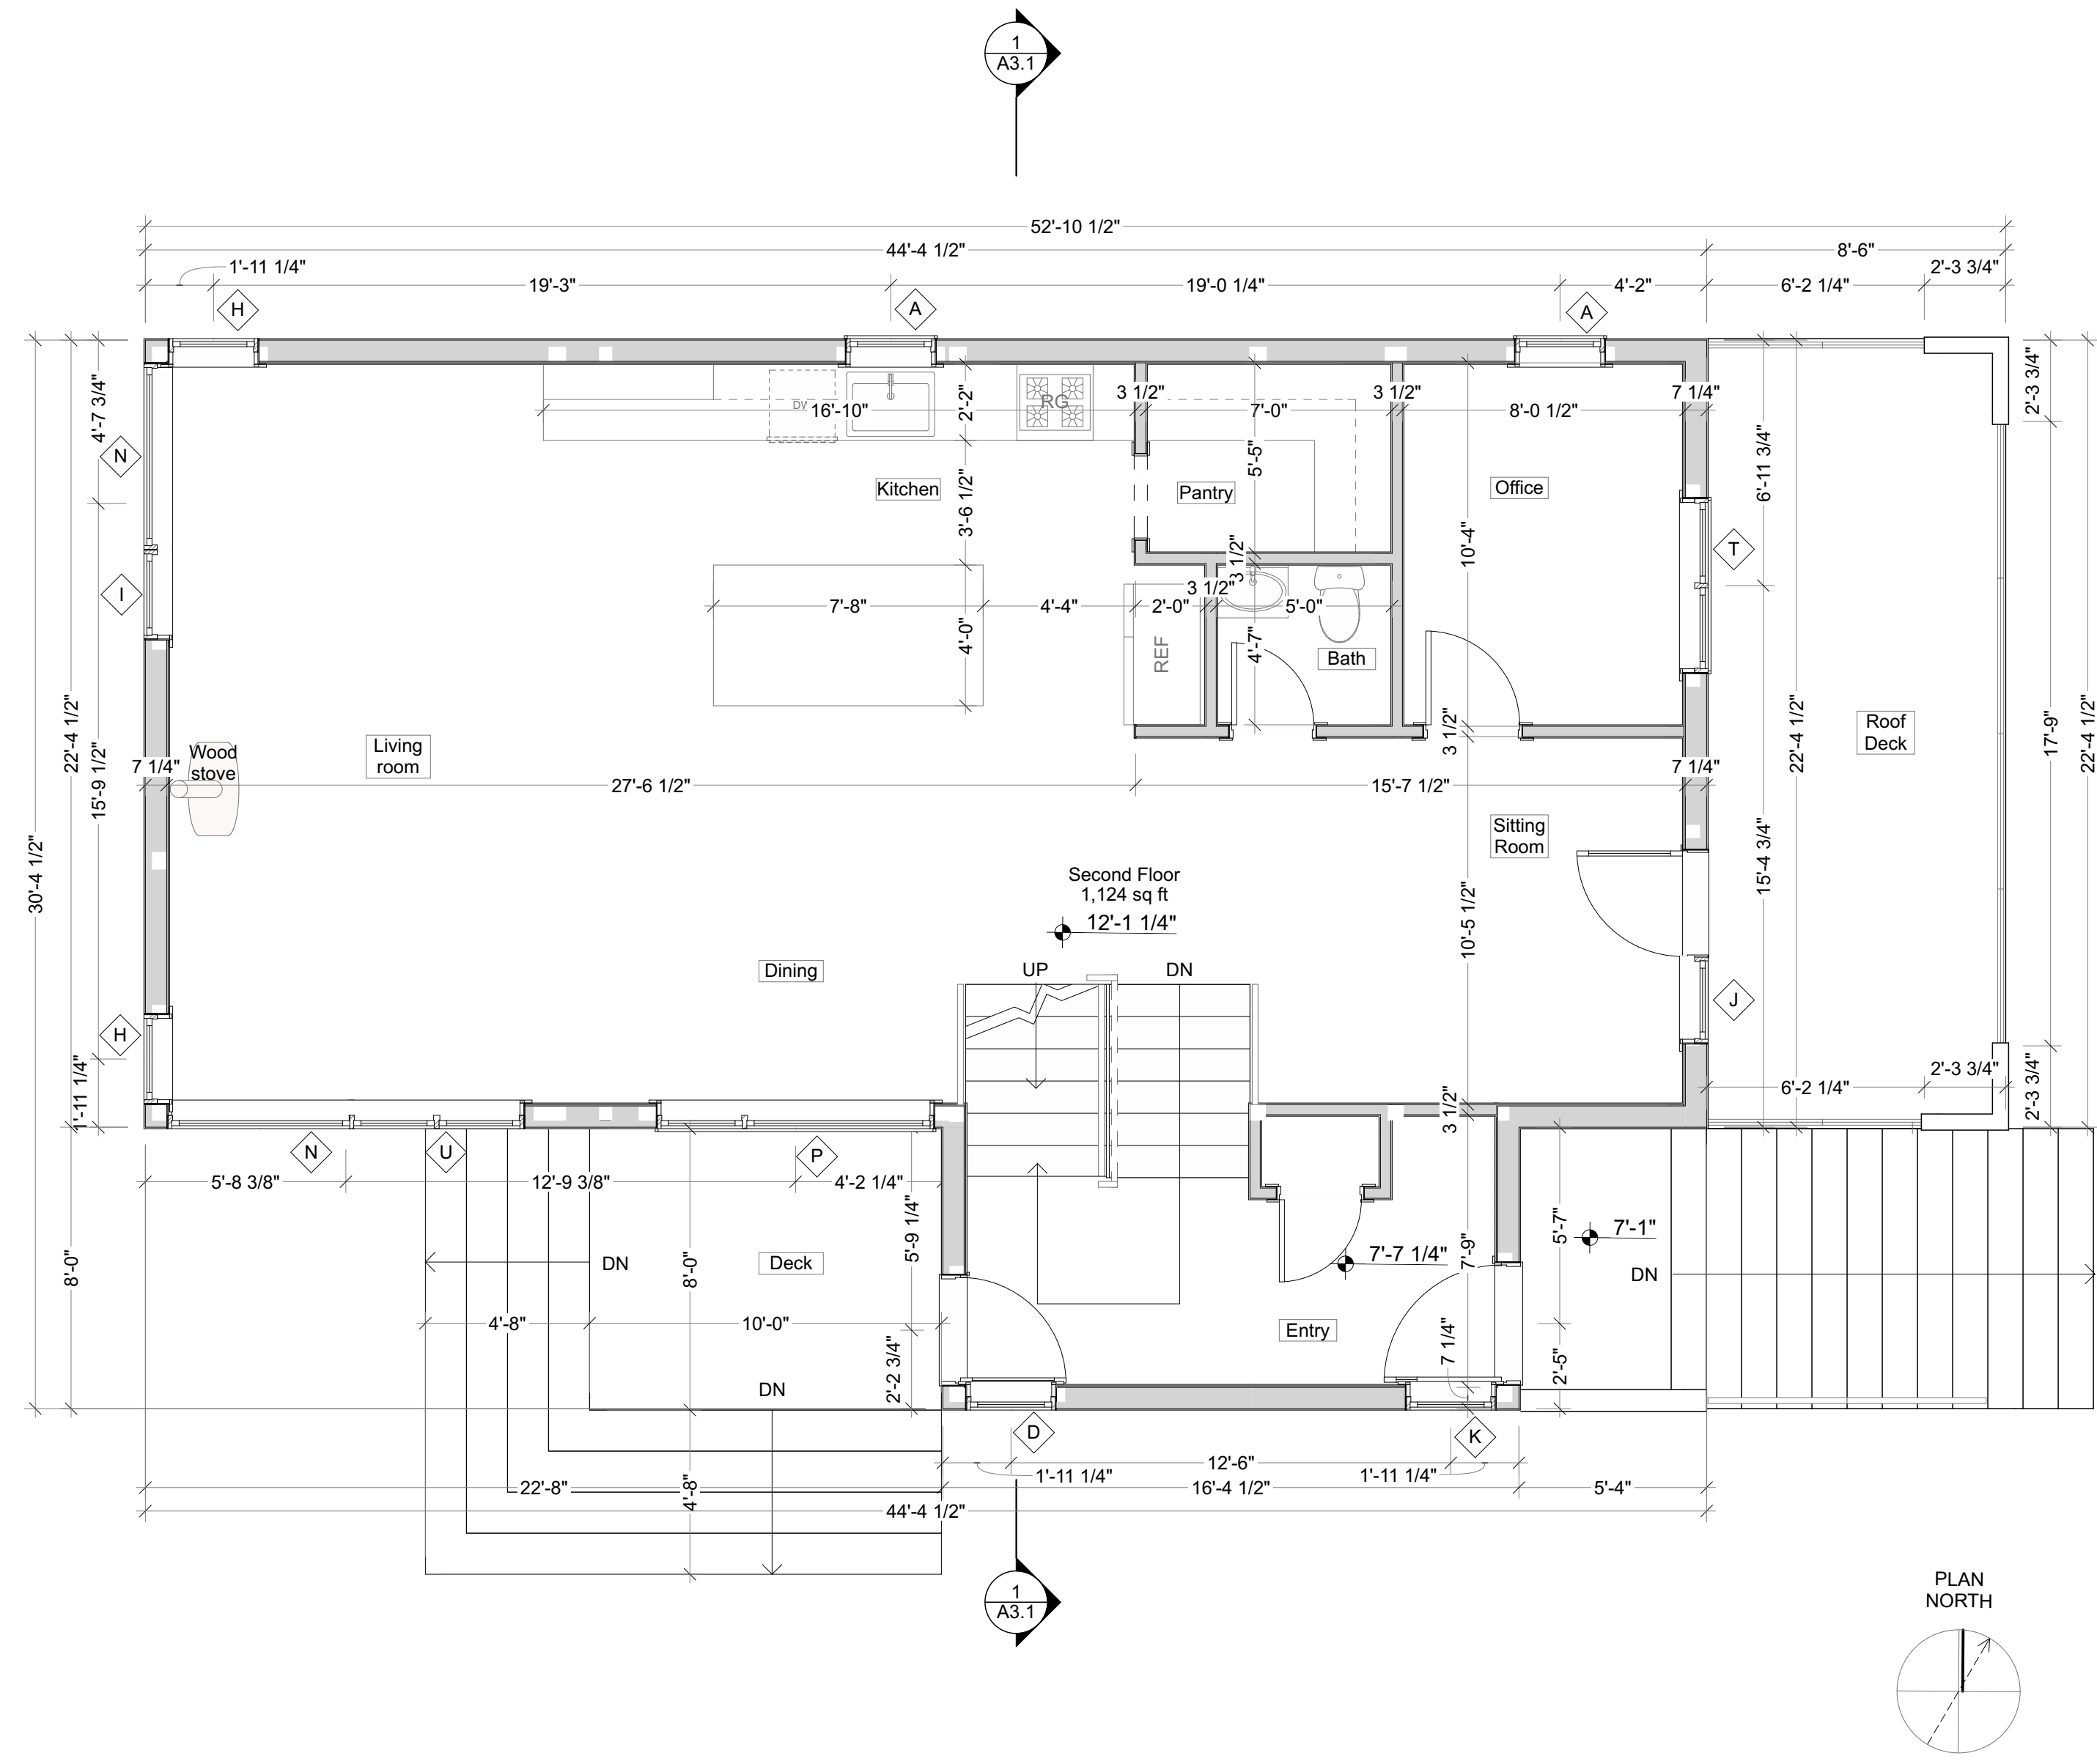 1
A3.1
52'-10 1/2"
44'-4 1/2"
8'-6"
1'-11 1/4"
2'-3 3/4"
19'-3"
19'-0 1/4"
4'-2"
6'-2 1/4"
H
A
A
4'-7 3/4"
2'-3 3/4"
3 1/2"
3 1/2"
7 1/4"
RG
16'-10"
2'-2"
7'-0"
8'-0 1/2"
N
5'-5"
6'-11 3/4"
Kitchen
Pantry
Office
3'-6 1/2"
10'-4"
T
I
3 1/2"
3 1/2"
7'-8"
4'-4"
2'-0"
5'-0"
4'-0"
REF
4'-7"
Bath
22'-4 1/2"
15'-9 1/2"
30'-4 1/2"
Living
room
Wood
stove
7 1/4"
3 1/2"
7 1/4"
22'-4 1/2"
Roof
Deck
17'-9"
22'-4 1/2"
27'-6 1/2"
15'-7 1/2"
Sitting
Room
15'-4 3/4"
Second Floor
1,124 sq ft
12'-1 1/4"
10'-5 1/2"
Dining
UP
DN
J
H
1'-11 1/4"
3 1/2"
6'-2 1/4"
2'-3 3/4"
2'-3 3/4"
N
U
P
5'-8 3/8"
12'-9 3/8"
4'-2 1/4"
5'-9 1/4"
5'-7"
7'-1"
8'-0"
DN
8'-0"
Deck
7'-7 1/4"
7'-9"
DN
4'-8"
10'-0"
Entry
7 1/4"
2'-2 3/4"
2'-5"
DN
D
K
12'-6"
1'-11 1/4"
1'-11 1/4"
22'-8"
4'-8"
16'-4 1/2"
5'-4"
44'-4 1/2"
1
A3.1
PLAN
NORTH